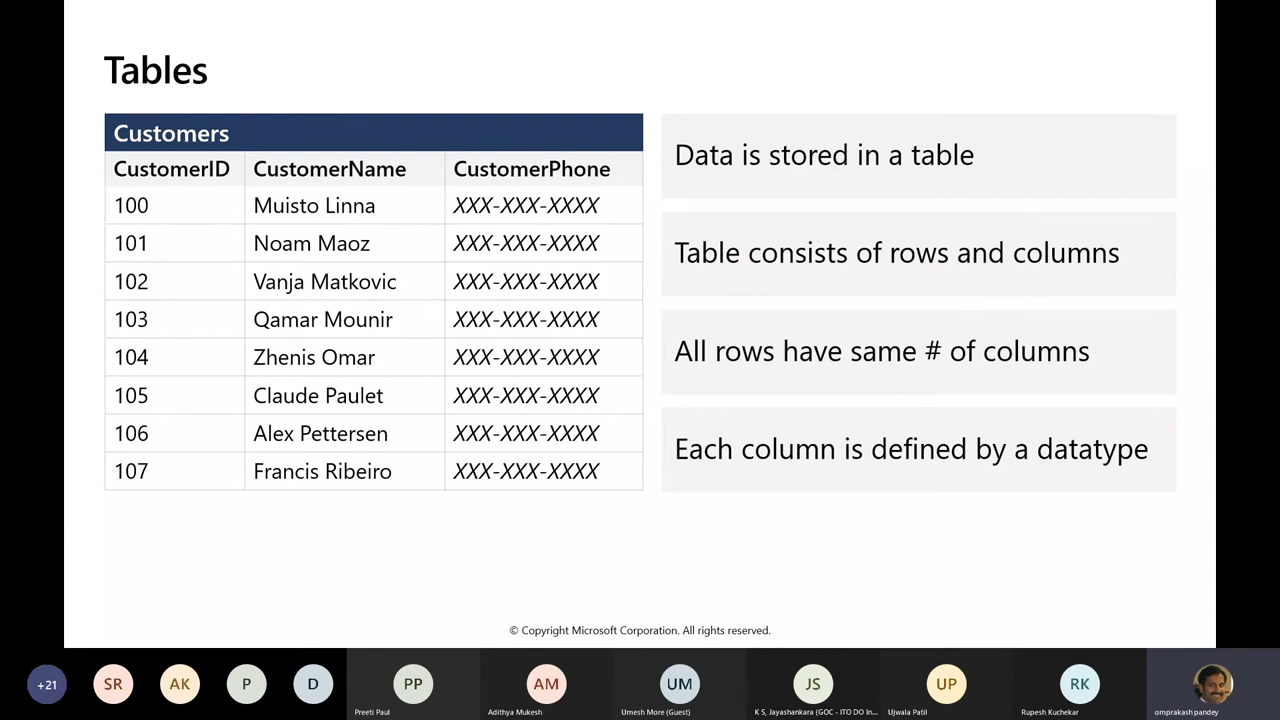 Tables
Customers
CustomerID CustomerName CustomerPhone
100 Muisto Linna XXX-XXX-XXXX
101 Noam Maoz XXX-XXX-XXXX
102 Vanja Matkovic XXX-XXX-XXXX
103 Qamar Mounir XXX-XXX-XXXX
104 Zhenis Omar XXX-XXX-XXXX
105 Claude Paulet XXX-XXX-XXXX
106 Alex Pettersen XXX-XXX-XXXX
107 Francis Ribeiro XXX-XXX-XXXX
Data is stored in a table
Table consists of rows and columns
All rows have same # of columns
Each column is defined by a datatype
© Copyright Microsoft Corporation. All rights reserved.
+21 SR AK P D PP AM UM JS UP RK
Preeti Paul Adithya Mukesh Umesh More (Guest) K S, Jayashankara (GOC - ITO DO In... Ujwala Patil Rupesh Kuchekar omprakash pandey